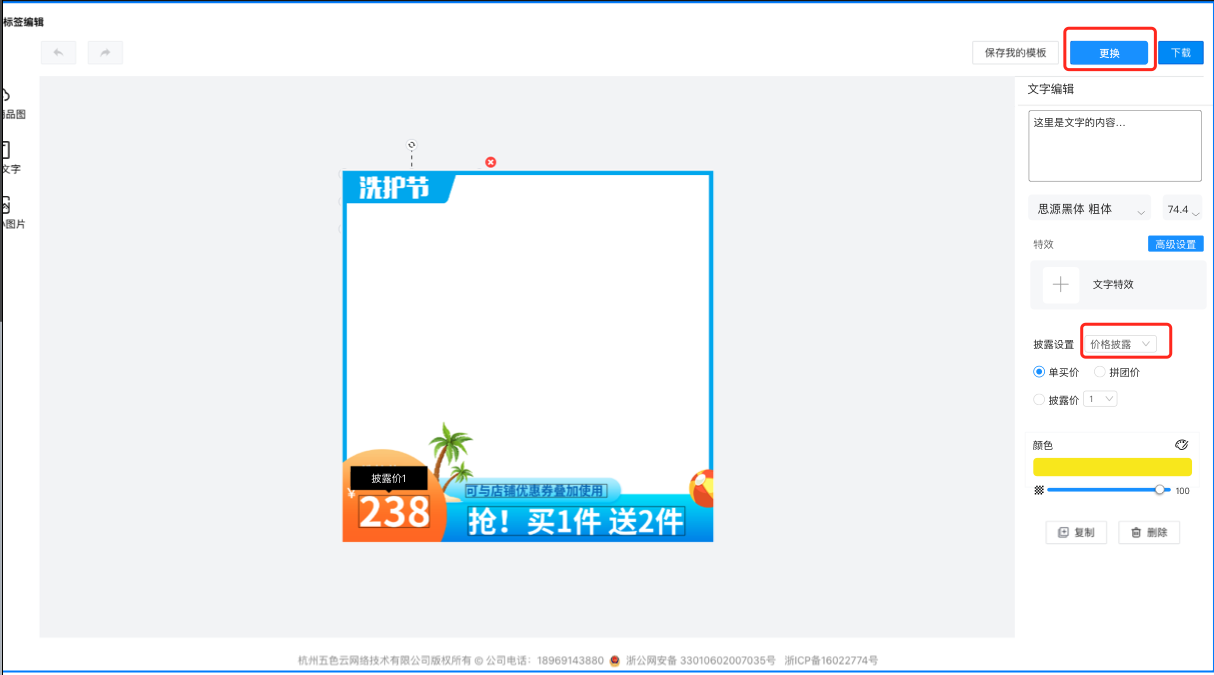 标签编辑
保存我的模板
更换
下载
商品图
文字
小图片
文字编辑
这里是文字的内容...
思源黑体 粗体
74.4
特效
高级设置
文字特效
披露设置
价格披露
单买价
拼团价
披露价
1
颜色
100
复制
删除
洗护节
披露价1
¥
238
可与店铺优惠券叠加使用
抢！买1件 送2件
杭州五色云网络技术有限公司版权所有 © 公司电话：18969143880 浙公网安备 33010602007035号 浙ICP备16022774号